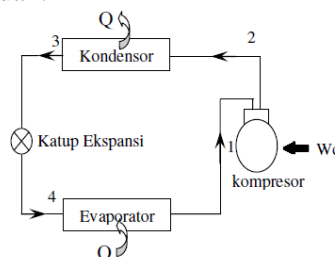 Q
3
2
Kondensor
Katup Ekspansi
1
kompresor
4
Evaporator
Q